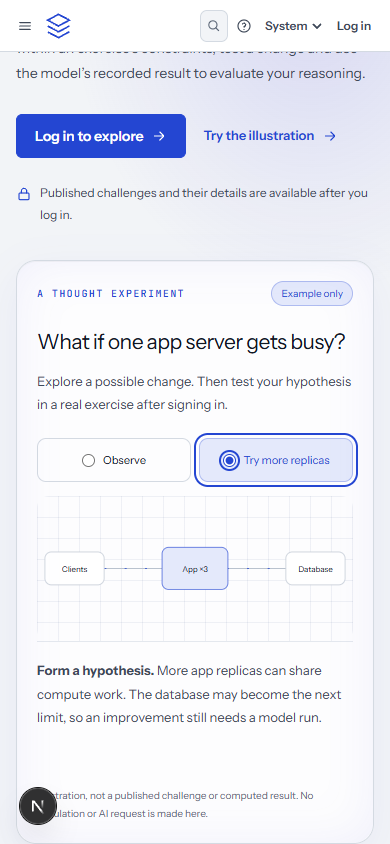 System
Log in
the model's recorded result to evaluate your reasoning.
Log in to explore →
Try the illustration →
Published challenges and their details are available after you
log in.
A THOUGHT EXPERIMENT
Example only
What if one app server gets busy?
Explore a possible change. Then test your hypothesis
in a real exercise after signing in.
Observe
Try more replicas
Clients
App ×3
Database
Form a hypothesis. More app replicas can share
compute work. The database may become the next
limit, so an improvement still needs a model run.
N
not a published challenge or computed result. No
or AI request is made here.